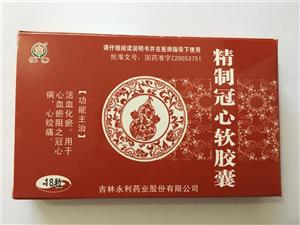 请仔细阅读说明书并在医师指导下使用
批准文号：国药准字Z20053751
精制冠心软胶囊
【功能主治】
活血化瘀。用于
心血瘀阻之冠心
病，心绞痛。
18粒
吉林永利药业股份有限公司